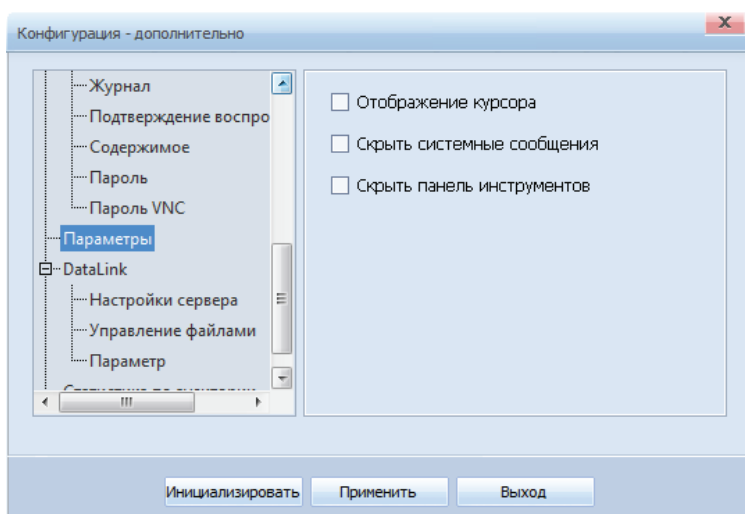 Конфигурация - дополнительно
Журнал
Подтверждение воспро
Содержимое
Пароль
Пароль VNC
Параметры
DataLink
Настройки сервера
Управление файлами
Параметр
Отображение курсора
Скрыть системные сообщения
Скрыть панель инструментов
Инициализировать
Применить
Выход